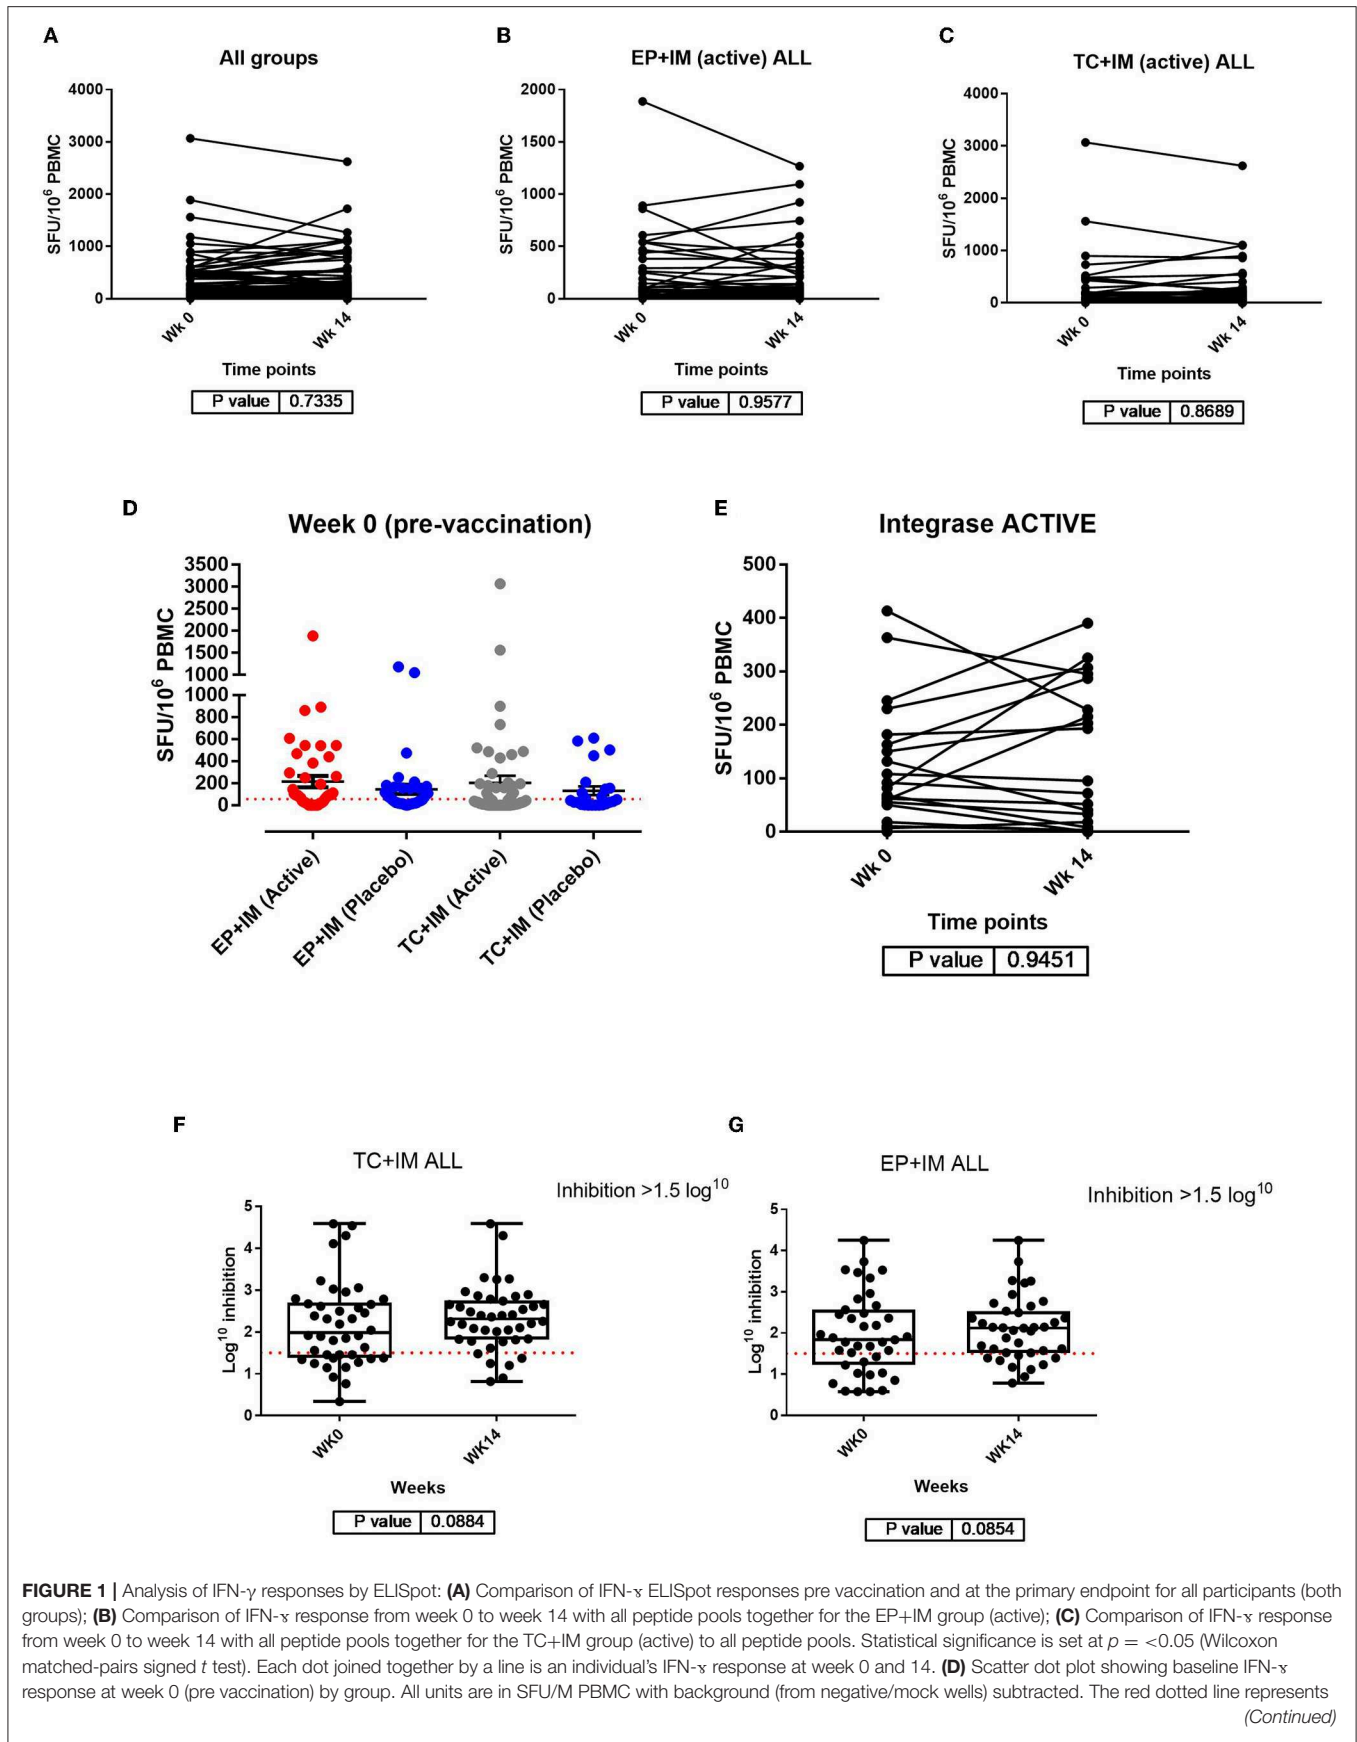 A
All groups
4000
3000
2000
1000
0
SFU/10⁶ PBMC
Wk 0
Wk 14
Time points
P value 0.7335
B
EP+IM (active) ALL
2000
1500
1000
500
0
SFU/10⁶ PBMC
Wk 0
Wk 14
Time points
P value 0.9577
C
TC+IM (active) ALL
4000
3000
2000
1000
0
SFU/10⁶ PBMC
Wk 0
Wk 14
Time points
P value 0.8689
D
Week 0 (pre-vaccination)
3500
3000
2500
2000
1500
1000
1000
800
600
400
200
0
SFU/10⁶ PBMC
EP+IM (Active)
EP+IM (Placebo)
TC+IM (Active)
TC+IM (Placebo)
E
Integrase ACTIVE
500
400
300
200
100
0
SFU/10⁶ PBMC
Wk 0
Wk 14
Time points
P value 0.9451
F
TC+IM ALL
Inhibition >1.5 log¹⁰
5
4
3
2
1
0
Log¹⁰ inhibition
WK0
WK14
Weeks
P value 0.0884
G
EP+IM ALL
Inhibition >1.5 log¹⁰
5
4
3
2
1
0
Log¹⁰ inhibition
WK0
WK14
Weeks
P value 0.0854
FIGURE 1 | Analysis of IFN-γ responses by ELISpot: (A) Comparison of IFN-ɤ ELISpot responses pre vaccination and at the primary endpoint for all participants (both
groups); (B) Comparison of IFN-ɤ response from week 0 to week 14 with all peptide pools together for the EP+IM group (active); (C) Comparison of IFN-ɤ response
from week 0 to week 14 with all peptide pools together for the TC+IM group (active) to all peptide pools. Statistical significance is set at p = <0.05 (Wilcoxon
matched-pairs signed t test). Each dot joined together by a line is an individual's IFN-ɤ response at week 0 and 14. (D) Scatter dot plot showing baseline IFN-ɤ
response at week 0 (pre vaccination) by group. All units are in SFU/M PBMC with background (from negative/mock wells) subtracted. The red dotted line represents
(Continued)